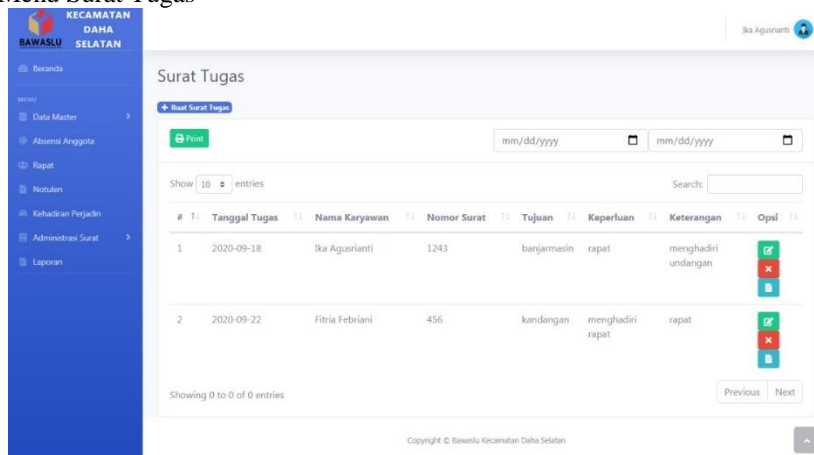 Menu Surat Tugas
KECAMATAN
DAHA
SELATAN
BAWASLU
Ika Agusrianti
Beranda
MENU
Data Master
Absensi Anggota
Rapat
Notulen
Kehadiran Perjadin
Administrasi Surat
Laporan
Surat Tugas
+ Buat Surat Tugas
Print
mm/dd/yyyy mm/dd/yyyy
Show 10 entries Search:
# Tanggal Tugas Nama Karyawan Nomor Surat Tujuan Keperluan Keterangan Opsi
1 2020-09-18 Ika Agusrianti 1243 banjarmasin rapat menghadiri
undangan
2 2020-09-22 Fitria Febriani 456 kandangan menghadiri rapat
rapat
Showing 0 to 0 of 0 entries
Previous Next
Copyright © Bawaslu Kecamatan Daha Selatan